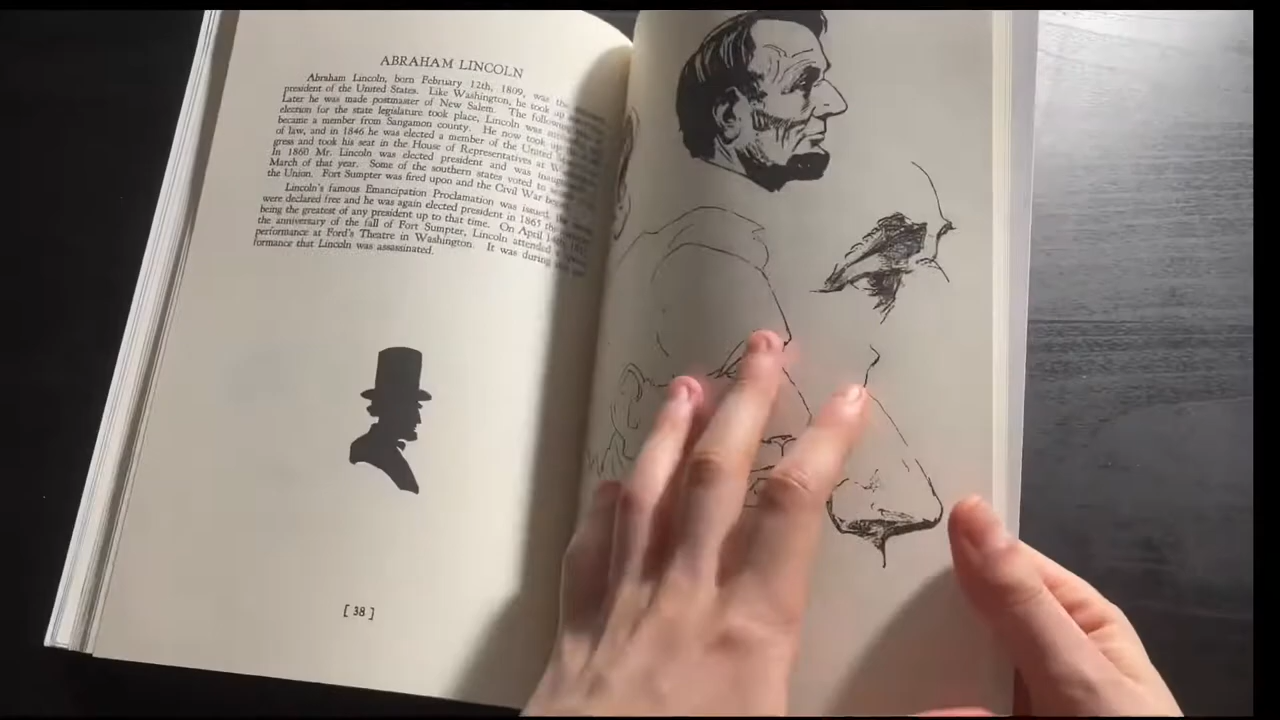 ABRAHAM LINCOLN
Abraham Lincoln, born February 12th, 1809, was the
president of the United States. Like Washington, he took up
Later he was made postmaster of New Salem. The following
election for the state legislature took place, Lincoln was
became a member from Sangamon county. He now took up
of law, and in 1846 he was elected a member of the United
gress and took his seat in the House of Representatives at
In 1860 Mr. Lincoln was elected president and was
March of that year. Some of the southern states voted to
the Union. Fort Sumpter was fired upon and the Civil War
Lincoln's famous Emancipation Proclamation was issued,
were declared free and he was again elected president in 1865
being the greatest of any president up to that time. On April
the anniversary of the fall of Fort Sumpter, Lincoln attended a
performance at Ford's Theatre in Washington. It was during
formance that Lincoln was assassinated.
[ 38 ]